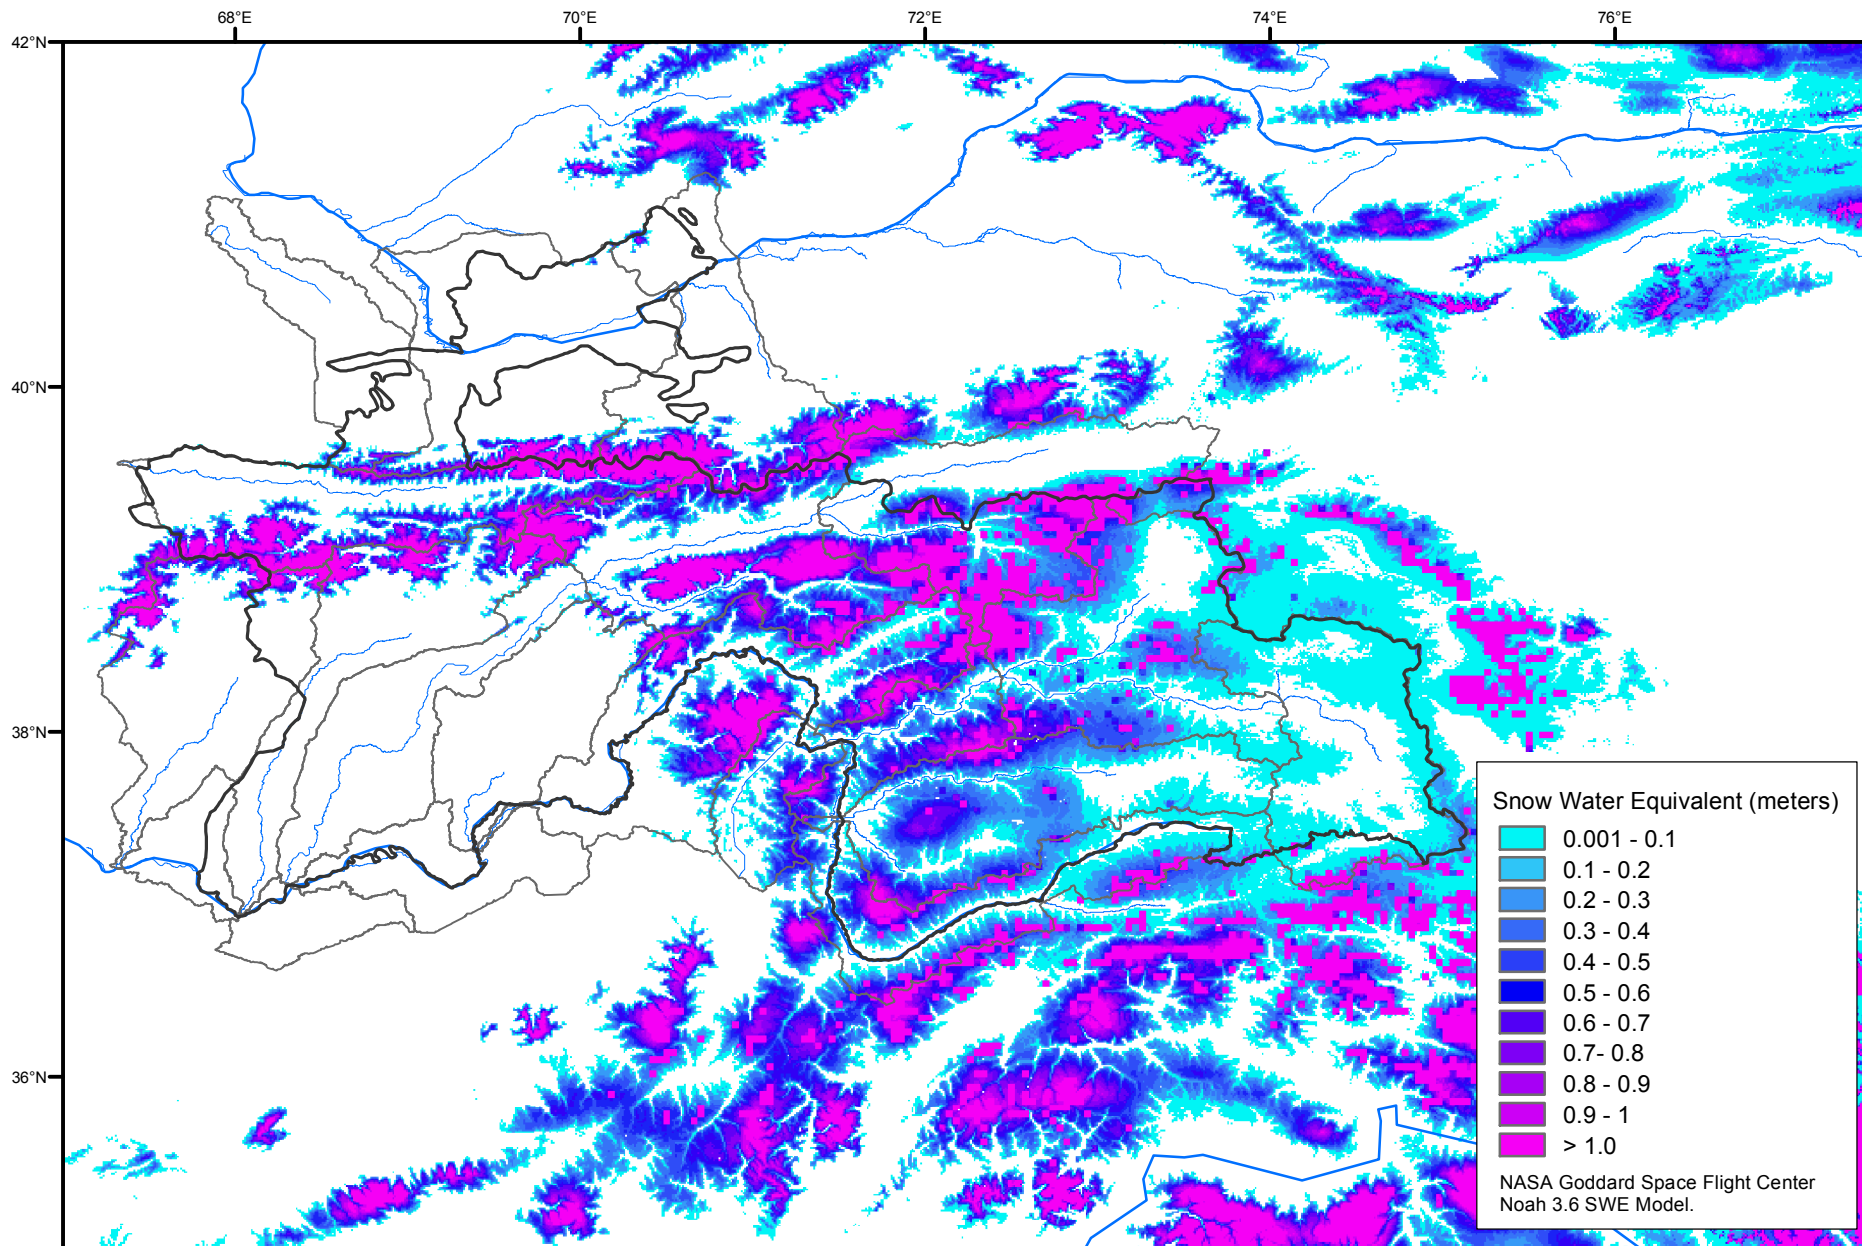 68°E 70°E 72°E 74°E 76°E
42°N
40°N
38°N
36°N
Snow Water Equivalent (meters)
0.001 - 0.1
0.1 - 0.2
0.2 - 0.3
0.3 - 0.4
0.4 - 0.5
0.5 - 0.6
0.6 - 0.7
0.7- 0.8
0.8 - 0.9
0.9 - 1
> 1.0
NASA Goddard Space Flight Center
Noah 3.6 SWE Model.